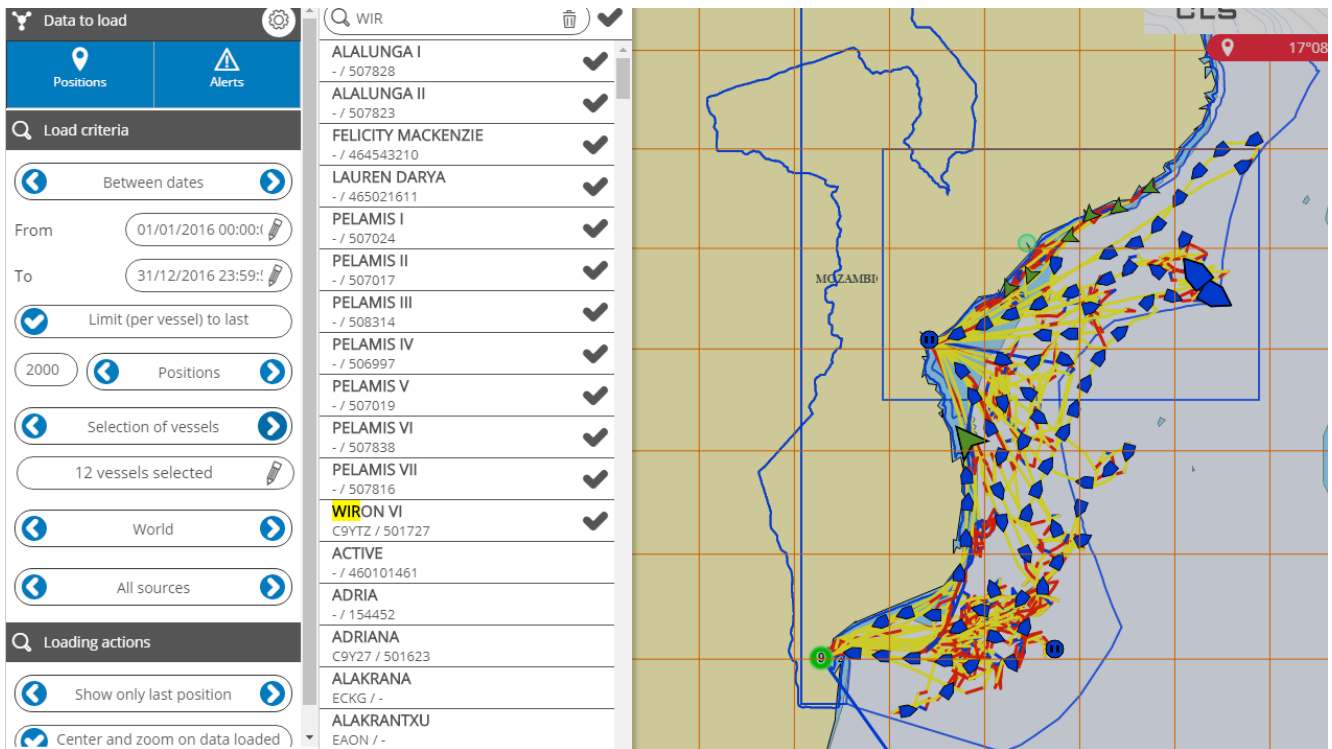 Data to load
Positions
Alerts
Load criteria
Between dates
From
01/01/2016 00:00:(
To
31/12/2016 23:59:
Limit (per vessel) to last
2000
Positions
Selection of vessels
12 vessels selected
World
All sources
Loading actions
Show only last position
Center and zoom on data loaded
WIR
ALALUNGA I
- / 507828
ALALUNGA II
- / 507823
FELICITY MACKENZIE
- / 464543210
LAUREN DARYA
- / 465021611
PELAMIS I
- / 507024
PELAMIS II
- / 507017
PELAMIS III
- / 508314
PELAMIS IV
- / 506997
PELAMIS V
- / 507019
PELAMIS VI
- / 507838
PELAMIS VII
- / 507816
WIRON VI
C9YTZ / 501727
ACTIVE
- / 460101461
ADRIA
- / 154452
ADRIANA
C9Y27 / 501623
ALAKRANA
ECKG / -
ALAKRANTXU
EAON / -
CLS
17°08
MOZAMBI
9